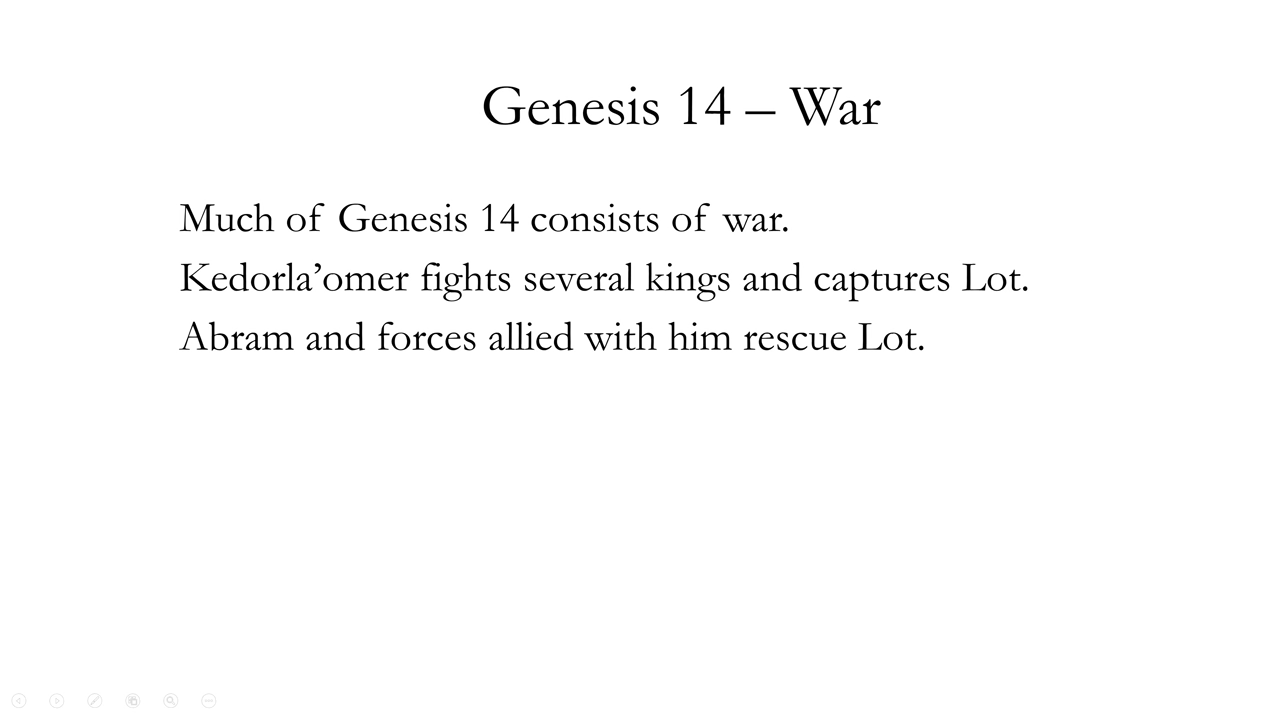 Genesis 14 – War
Much of Genesis 14 consists of war.
Kedorla’omer fights several kings and captures Lot.
Abram and forces allied with him rescue Lot.